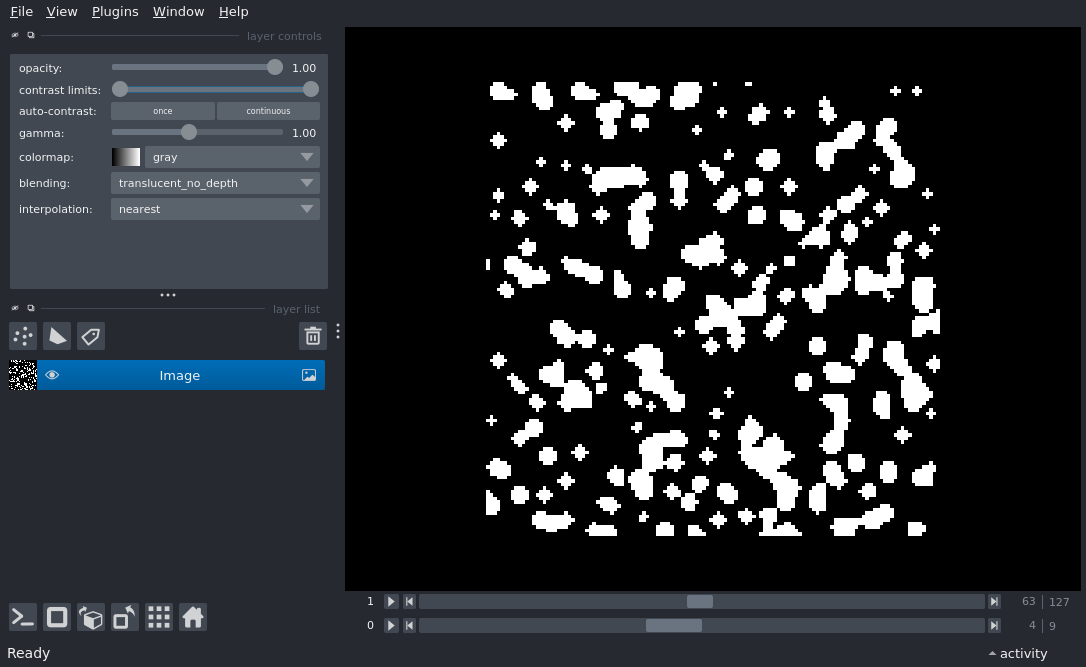 File View Plugins Window Help
layer controls
opacity: 1.00
contrast limits:
auto-contrast: once continuous
gamma: 1.00
colormap: gray
blending: translucent_no_depth
interpolation: nearest
layer list
Image
1 63 127
0 4 9
Ready activity